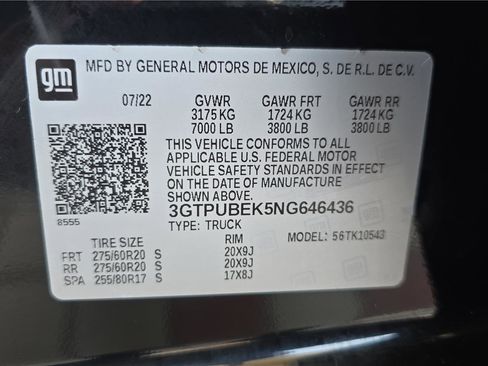 gm
MFD BY GENERAL MOTORS DE MEXICO, S. DE R.L. DE C.V.
07/22 GVWR GAWR FRT GAWR RR
3175 KG 1724 KG 1724 KG
7000 LB 3800 LB 3800 LB
THIS VEHICLE CONFORMS TO ALL
APPLICABLE U.S. FEDERAL MOTOR
VEHICLE SAFETY STANDARDS IN EFFECT
ON THE DATE OF MANUFACTURE SHOWN ABOVE.
3GTPUBEK5NG646436
8555
TYPE: TRUCK MODEL: 56TK10543
TIRE SIZE RIM
FRT 275/60R20 S 20X9J
RR 275/60R20 S 20X9J
SPA 255/80R17 S 17X8J